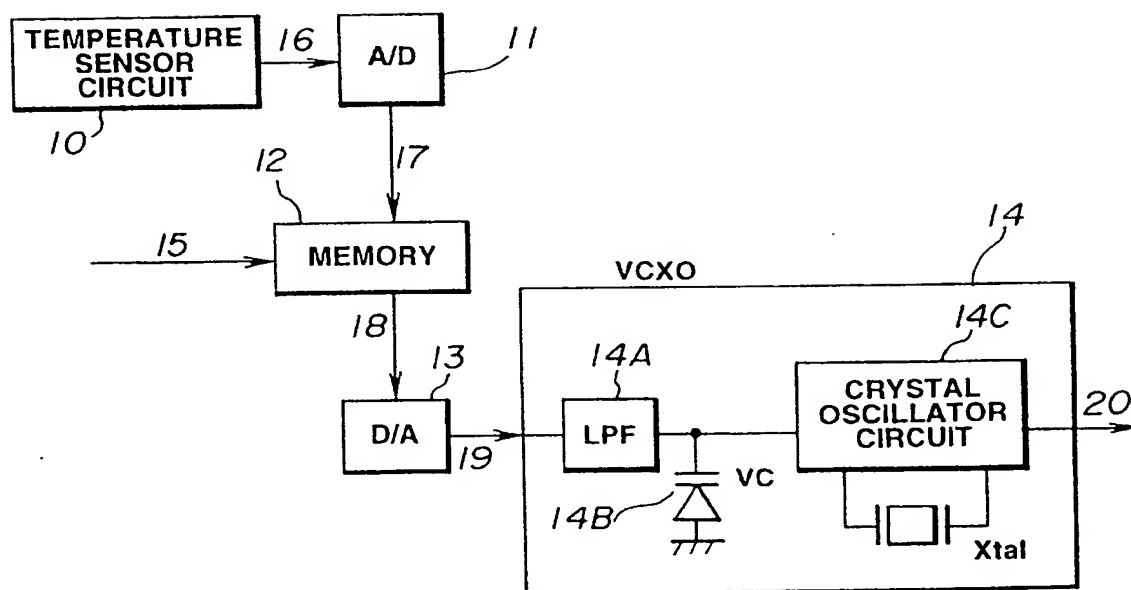 TEMPERATURE
SENSOR
CIRCUIT
10
16
A/D
11
17
12
15
MEMORY
18
13
D/A
19
VCXO
14
14A
LPF
14B
VC
14C
CRYSTAL
OSCILLATOR
CIRCUIT
20
Xtal